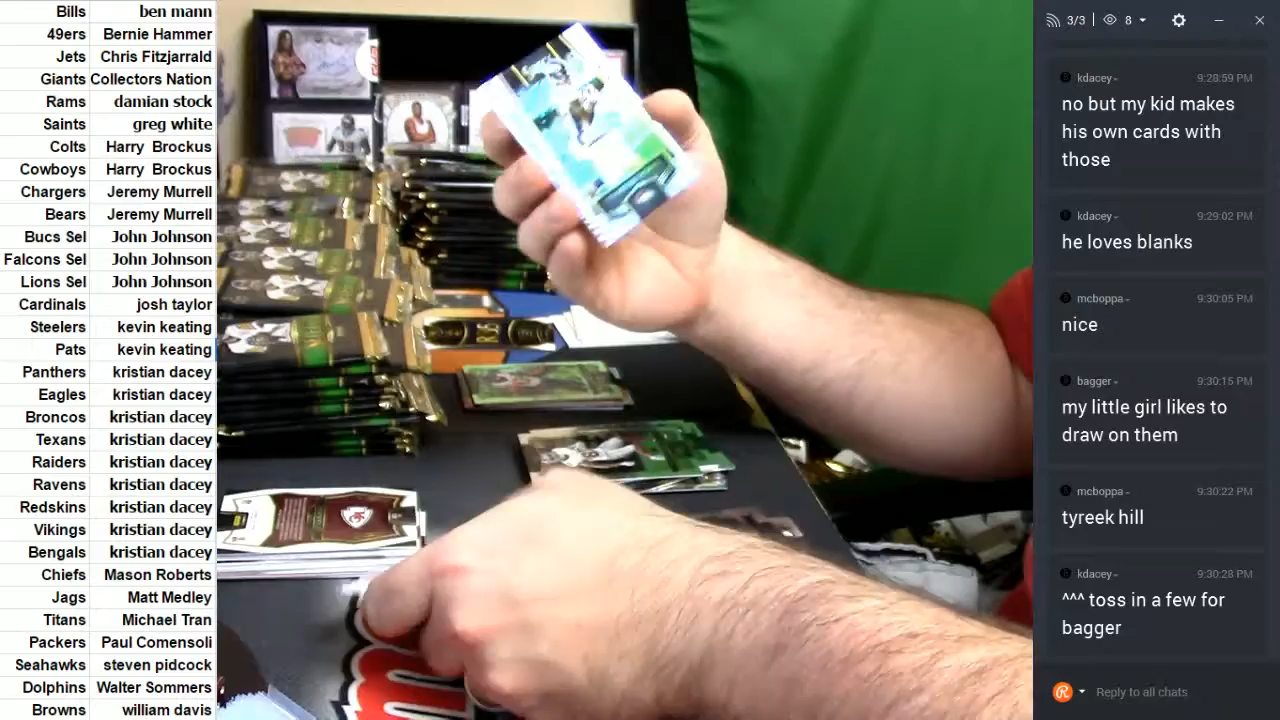 Bills ben mann
49ers Bernie Hammer
Jets Chris Fitzjarrald
Giants Collectors Nation
Rams damian stock
Saints greg white
Colts Harry Brockus
Cowboys Harry Brockus
Chargers Jeremy Murrell
Bears Jeremy Murrell
Bucs Sel John Johnson
Falcons Sel John Johnson
Lions Sel John Johnson
Cardinals josh taylor
Steelers kevin keating
Pats kevin keating
Panthers kristian dacey
Eagles kristian dacey
Broncos kristian dacey
Texans kristian dacey
Raiders kristian dacey
Ravens kristian dacey
Redskins kristian dacey
Vikings kristian dacey
Bengals kristian dacey
Chiefs Mason Roberts
Jags Matt Medley
Titans Michael Tran
Packers Paul Comensoli
Seahawks steven pidcock
Dolphins Walter Sommers
Browns william davis
3/3 8
kdacey 9:28:59 PM
no but my kid makes
his own cards with
those
kdacey 9:29:02 PM
he loves blanks
mcboppa 9:30:05 PM
nice
bagger 9:30:15 PM
my little girl likes to
draw on them
mcboppa 9:30:22 PM
tyreek hill
kdacey 9:30:28 PM
^^^ toss in a few for
bagger
Reply to all chats